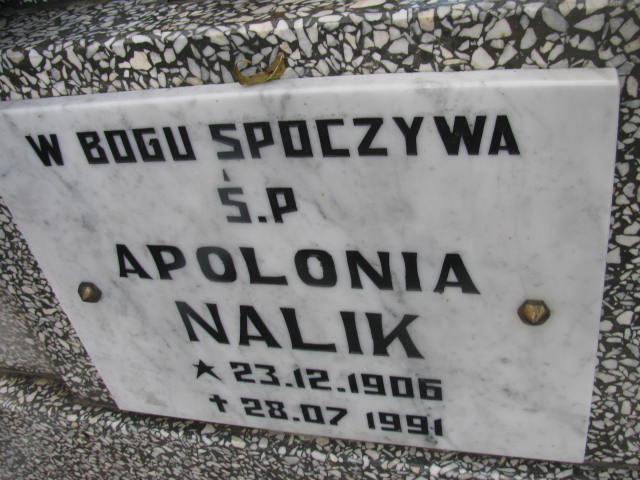 W BOGU SPOCZYWA
Ś.P
APOLONIA
NALIK
★ 23.12.1906
✝ 28.07 1991